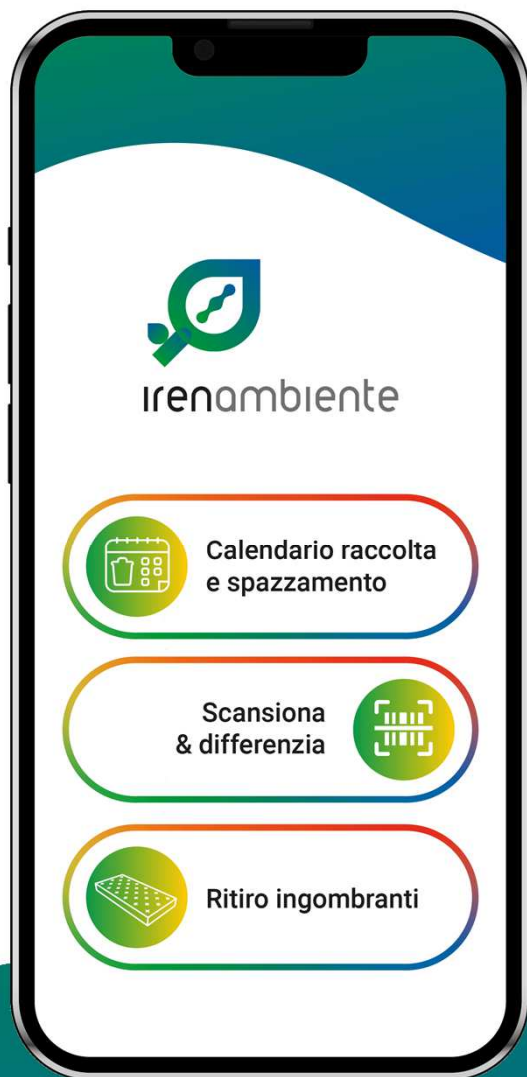 irenambiente
Calendario raccolta
e spazzamento
Scansiona
& differenzia
Ritiro ingombranti